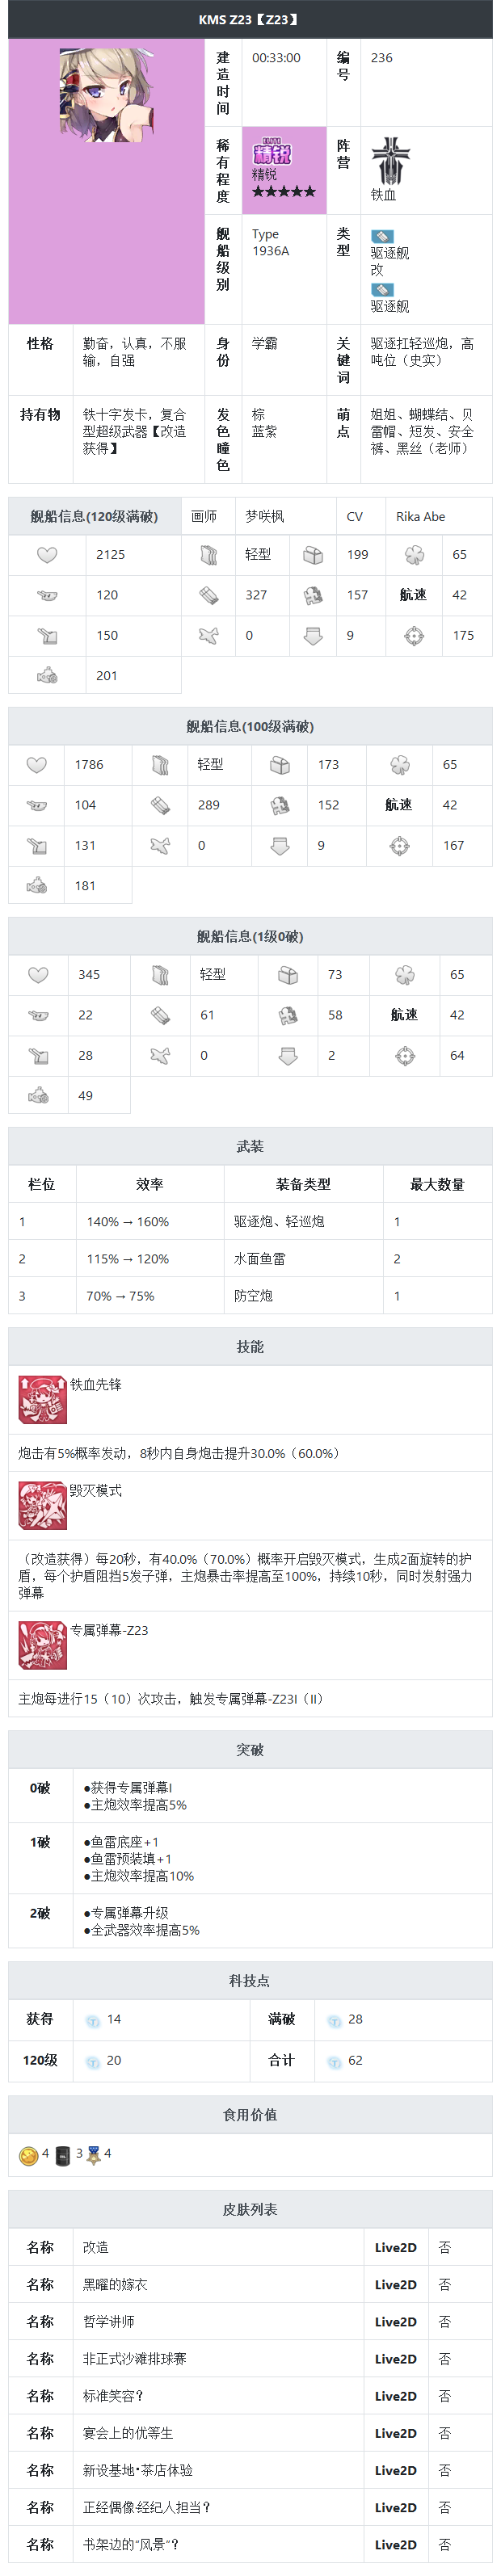 KMS Z23【Z23】
建造时间 00:33:00 编号 236
稀有程度 ELITE 精锐
精锐
★★★★★
阵营 铁血
舰船级别 Type 1936A
类型 驱逐舰改
驱逐舰
性格 勤奋，认真，不服输，自强 身份 学霸 关键词 驱逐扛轻巡炮，高吨位（史实）
持有物 铁十字发卡，复合型超级武器【改造获得】 发色瞳色 棕
蓝紫
萌点 姐姐、蝴蝶结、贝雷帽、短发、安全裤、黑丝（老师）
舰船信息(120级满破) 画师 梦咲枫 CV Rika Abe
2125 轻型 199 65
120 327 157 航速 42
150 0 9 175
201
舰船信息(100级满破)
1786 轻型 173 65
104 289 152 航速 42
131 0 9 167
181
舰船信息(1级0破)
345 轻型 73 65
22 61 58 航速 42
28 0 2 64
49
武装
栏位 效率 装备类型 最大数量
1 140% → 160% 驱逐炮、轻巡炮 1
2 115% → 120% 水面鱼雷 2
3 70% → 75% 防空炮 1
技能
铁血先锋
炮击有5%概率发动，8秒内自身炮击提升30.0%（60.0%）
毁灭模式
（改造获得）每20秒，有40.0%（70.0%）概率开启毁灭模式，生成2面旋转的护
盾，每个护盾阻挡5发子弹，主炮暴击率提高至100%，持续10秒，同时发射强力
弹幕
专属弹幕-Z23
主炮每进行15（10）次攻击，触发专属弹幕-Z23I（II）
突破
0破 ●获得专属弹幕I
●主炮效率提高5%
1破 ●鱼雷底座+1
●鱼雷预装填+1
●主炮效率提高10%
2破 ●专属弹幕升级
●全武器效率提高5%
科技点
获得 14 满破 28
120级 20 合计 62
食用价值
4 3 4
皮肤列表
名称 改造 Live2D 否
名称 黑曜的嫁衣 Live2D 否
名称 哲学讲师 Live2D 否
名称 非正式沙滩排球赛 Live2D 否
名称 标准笑容？ Live2D 否
名称 宴会上的优等生 Live2D 否
名称 新设基地·茶店体验 Live2D 否
名称 正经偶像·经纪人担当？ Live2D 否
名称 书架边的“风景”？ Live2D 否